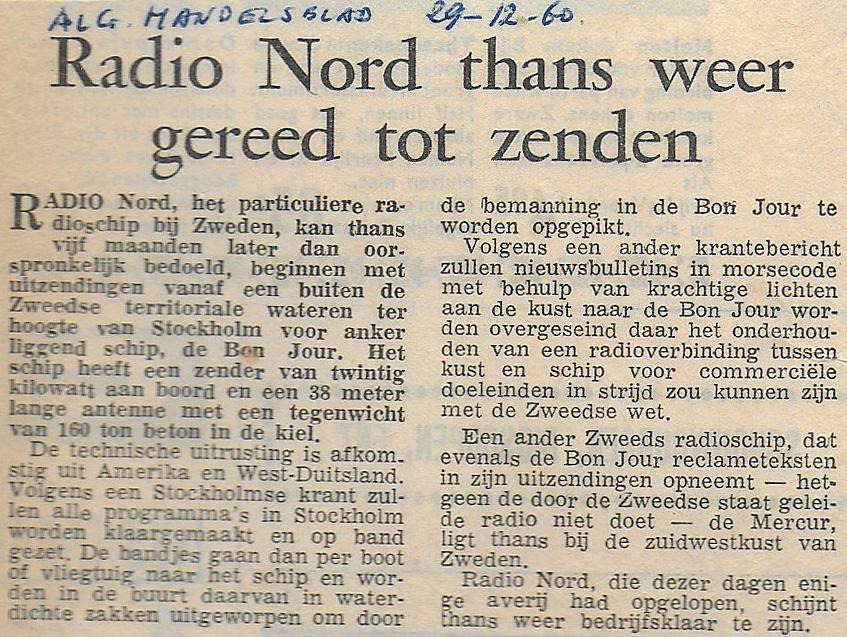 ALG. HANDELSBLAD 29-12-60.
Radio Nord thans weer
gereed tot zenden
RADIO Nord, het particuliere ra-
dioschip bij Zweden, kan thans
vijf maanden later dan oor-
spronkelijk bedoeld, beginnen met
uitzendingen vanaf een buiten de
Zweedse territoriale wateren ter
hoogte van Stockholm voor anker
liggend schip, de Bon Jour. Het
schip heeft een zender van twintig
kilowatt aan boord en een 38 meter
lange antenne met een tegenwicht
van 160 ton beton in de kiel.
De technische uitrusting is afkom-
stig uit Amerika en West-Duitsland.
Volgens een Stockholmse krant zul-
len alle programma's in Stockholm
worden klaargemaakt en op band
gezet. De bandjes gaan dan per boot
of vliegtuig naar het schip en wor-
den in de buurt daarvan in water-
dichte zakken uitgeworpen om door
de bemanning in de Bon Jour te
worden opgepikt.
Volgens een ander krantebericht
zullen nieuwsbulletins in morsecode
met behulp van krachtige lichten
aan de kust naar de Bon Jour wor-
den overgeseind daar het onderhou-
den van een radioverbinding tussen
kust en schip voor commerciële
doeleinden in strijd zou kunnen zijn
met de Zweedse wet.
Een ander Zweeds radioschip, dat
evenals de Bon Jour reclameteksten
in zijn uitzendingen opneemt — het-
geen de door de Zweedse staat gelei-
de radio niet doet — de Mercur,
ligt thans bij de zuidwestkust van
Zweden.
Radio Nord, die dezer dagen eni-
ge averij had opgelopen, schijnt
thans weer bedrijfsklaar te zijn.